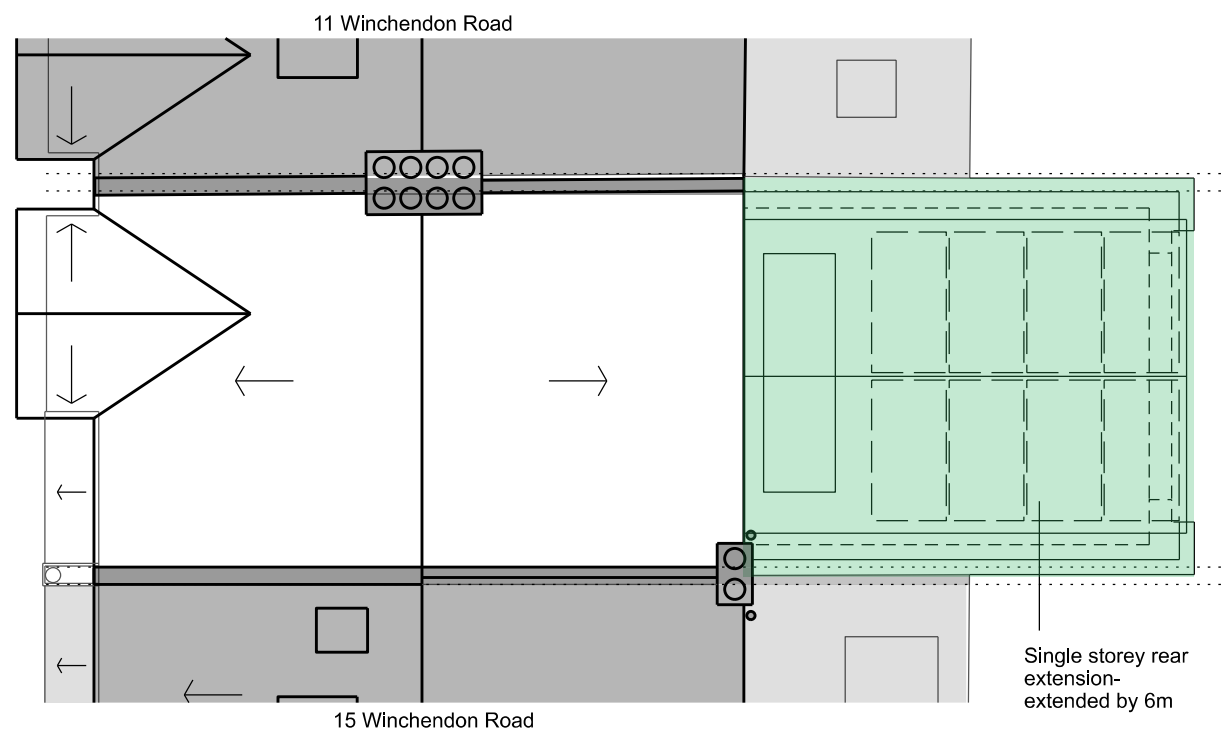 11 Winchendon Road
Single storey rear
extension-
extended by 6m
15 Winchendon Road